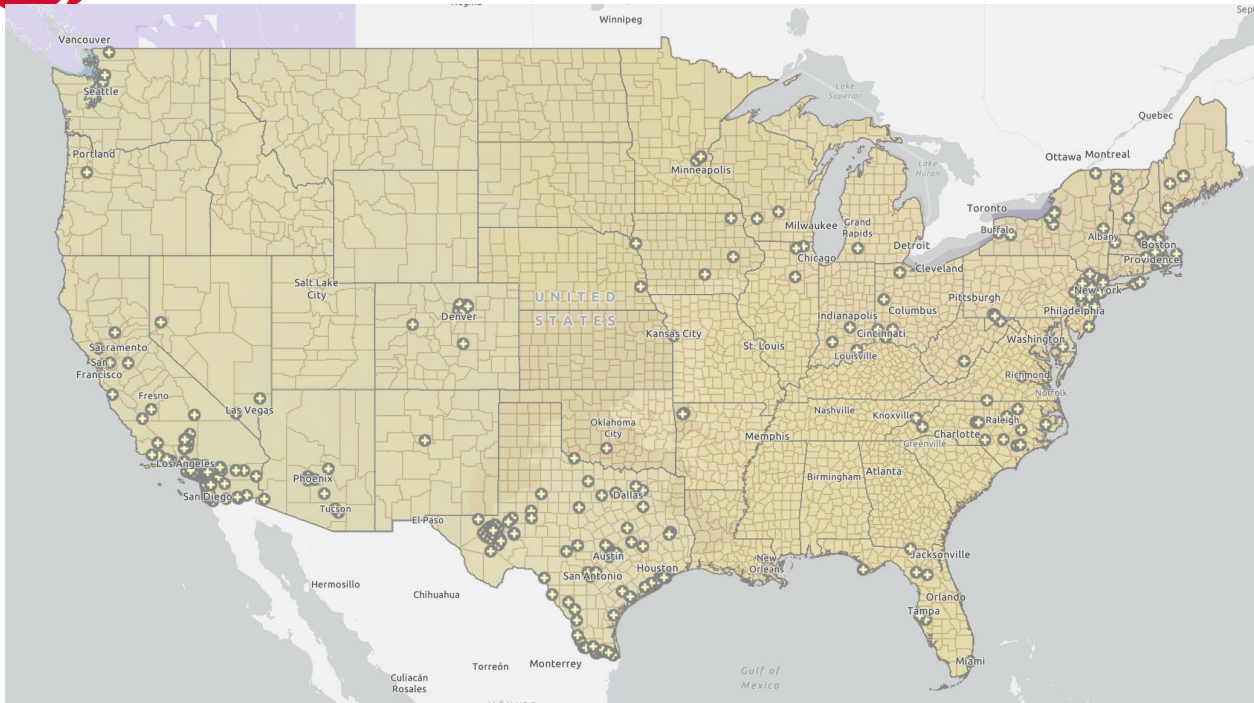 Winnipeg
Sept
Vancouver
Seattle
Lake
Superior
Quebec
Portland
Minneapolis
Ottawa
Montreal
Lake
Huron
Toronto
Milwaukee
Grand
Rapids
Buffalo
Albany
Boston
Detroit
Chicago
Cleveland
Providence
Salt Lake
City
UNITED
STATES
Denver
Pittsburgh
New York
Columbus
Philadelphia
Indianapolis
Sacramento
Kansas City
St. Louis
Cincinnati
Washington
San
Francisco
Louisville
Richmond
Fresno
Norfolk
Las Vegas
Nashville
Knoxville
Raleigh
Oklahoma
City
Memphis
Charlotte
Greenville
Los Angeles
Phoenix
Birmingham
Atlanta
San Diego
Dallas
Tucson
El Paso
Austin
Jacksonville
Hermosillo
San Antonio
Houston
New
Orleans
Chihuahua
Orlando
Tampa
Torreón
Monterrey
Miami
Gulf of
Mexico
Culiacán
Rosales